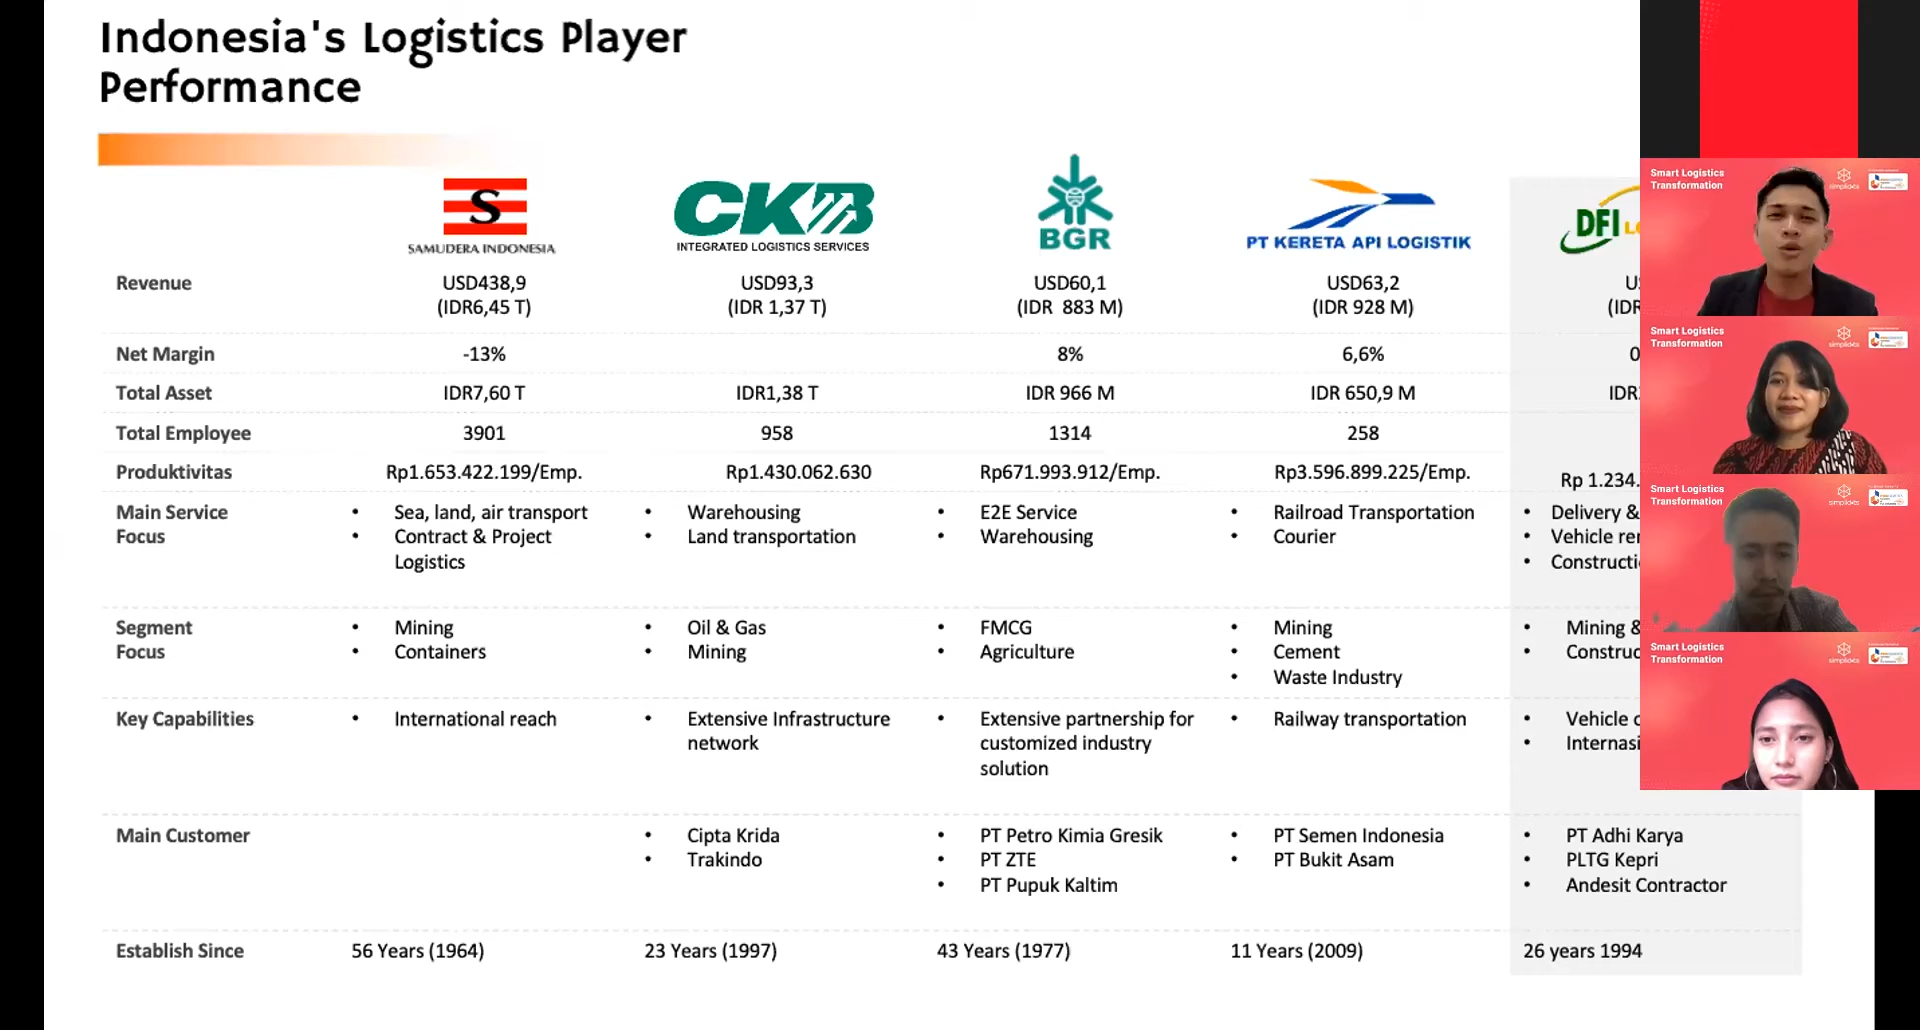 Indonesia's Logistics Player
Performance
S
SAMUDERA INDONESIA
CKB
INTEGRATED LOGISTICS SERVICES
BGR
PT KERETA API LOGISTIK
DFI
Revenue
USD438,9
(IDR6,45 T)
USD93,3
(IDR 1,37 T)
USD60,1
(IDR 883 M)
USD63,2
(IDR 928 M)
Net Margin
-13%
8%
6,6%
Total Asset
IDR7,60 T
IDR1,38 T
IDR 966 M
IDR 650,9 M
Total Employee
3901
958
1314
258
Produktivitas
Rp1.653.422.199/Emp.
Rp1.430.062.630
Rp671.993.912/Emp.
Rp3.596.899.225/Emp.
Rp 1.234.
Main Service
Focus
• Sea, land, air transport
• Contract & Project
Logistics
• Warehousing
• Land transportation
• E2E Service
• Warehousing
• Railroad Transportation
• Courier
• Delivery &
• Vehicle
•
Segment
Focus
• Mining
• Containers
• Oil & Gas
• Mining
• FMCG
• Agriculture
• Mining
• Cement
• Waste Industry
• Mining &
•
Key Capabilities
• International reach
• Extensive Infrastructure
network
• Extensive partnership for
customized industry
solution
• Railway transportation
• Vehicle
•
Main Customer
• Cipta Krida
• Trakindo
• PT Petro Kimia Gresik
• PT ZTE
• PT Pupuk Kaltim
• PT Semen Indonesia
• PT Bukit Asam
• PT Adhi Karya
• PLTG Kepri
• Andesit Contractor
Establish Since
56 Years (1964)
23 Years (1997)
43 Years (1977)
11 Years (2009)
26 years 1994
Smart Logistics
Transformation
Smart Logistics
Transformation
Smart Logistics
Transformation
Smart Logistics
Transformation